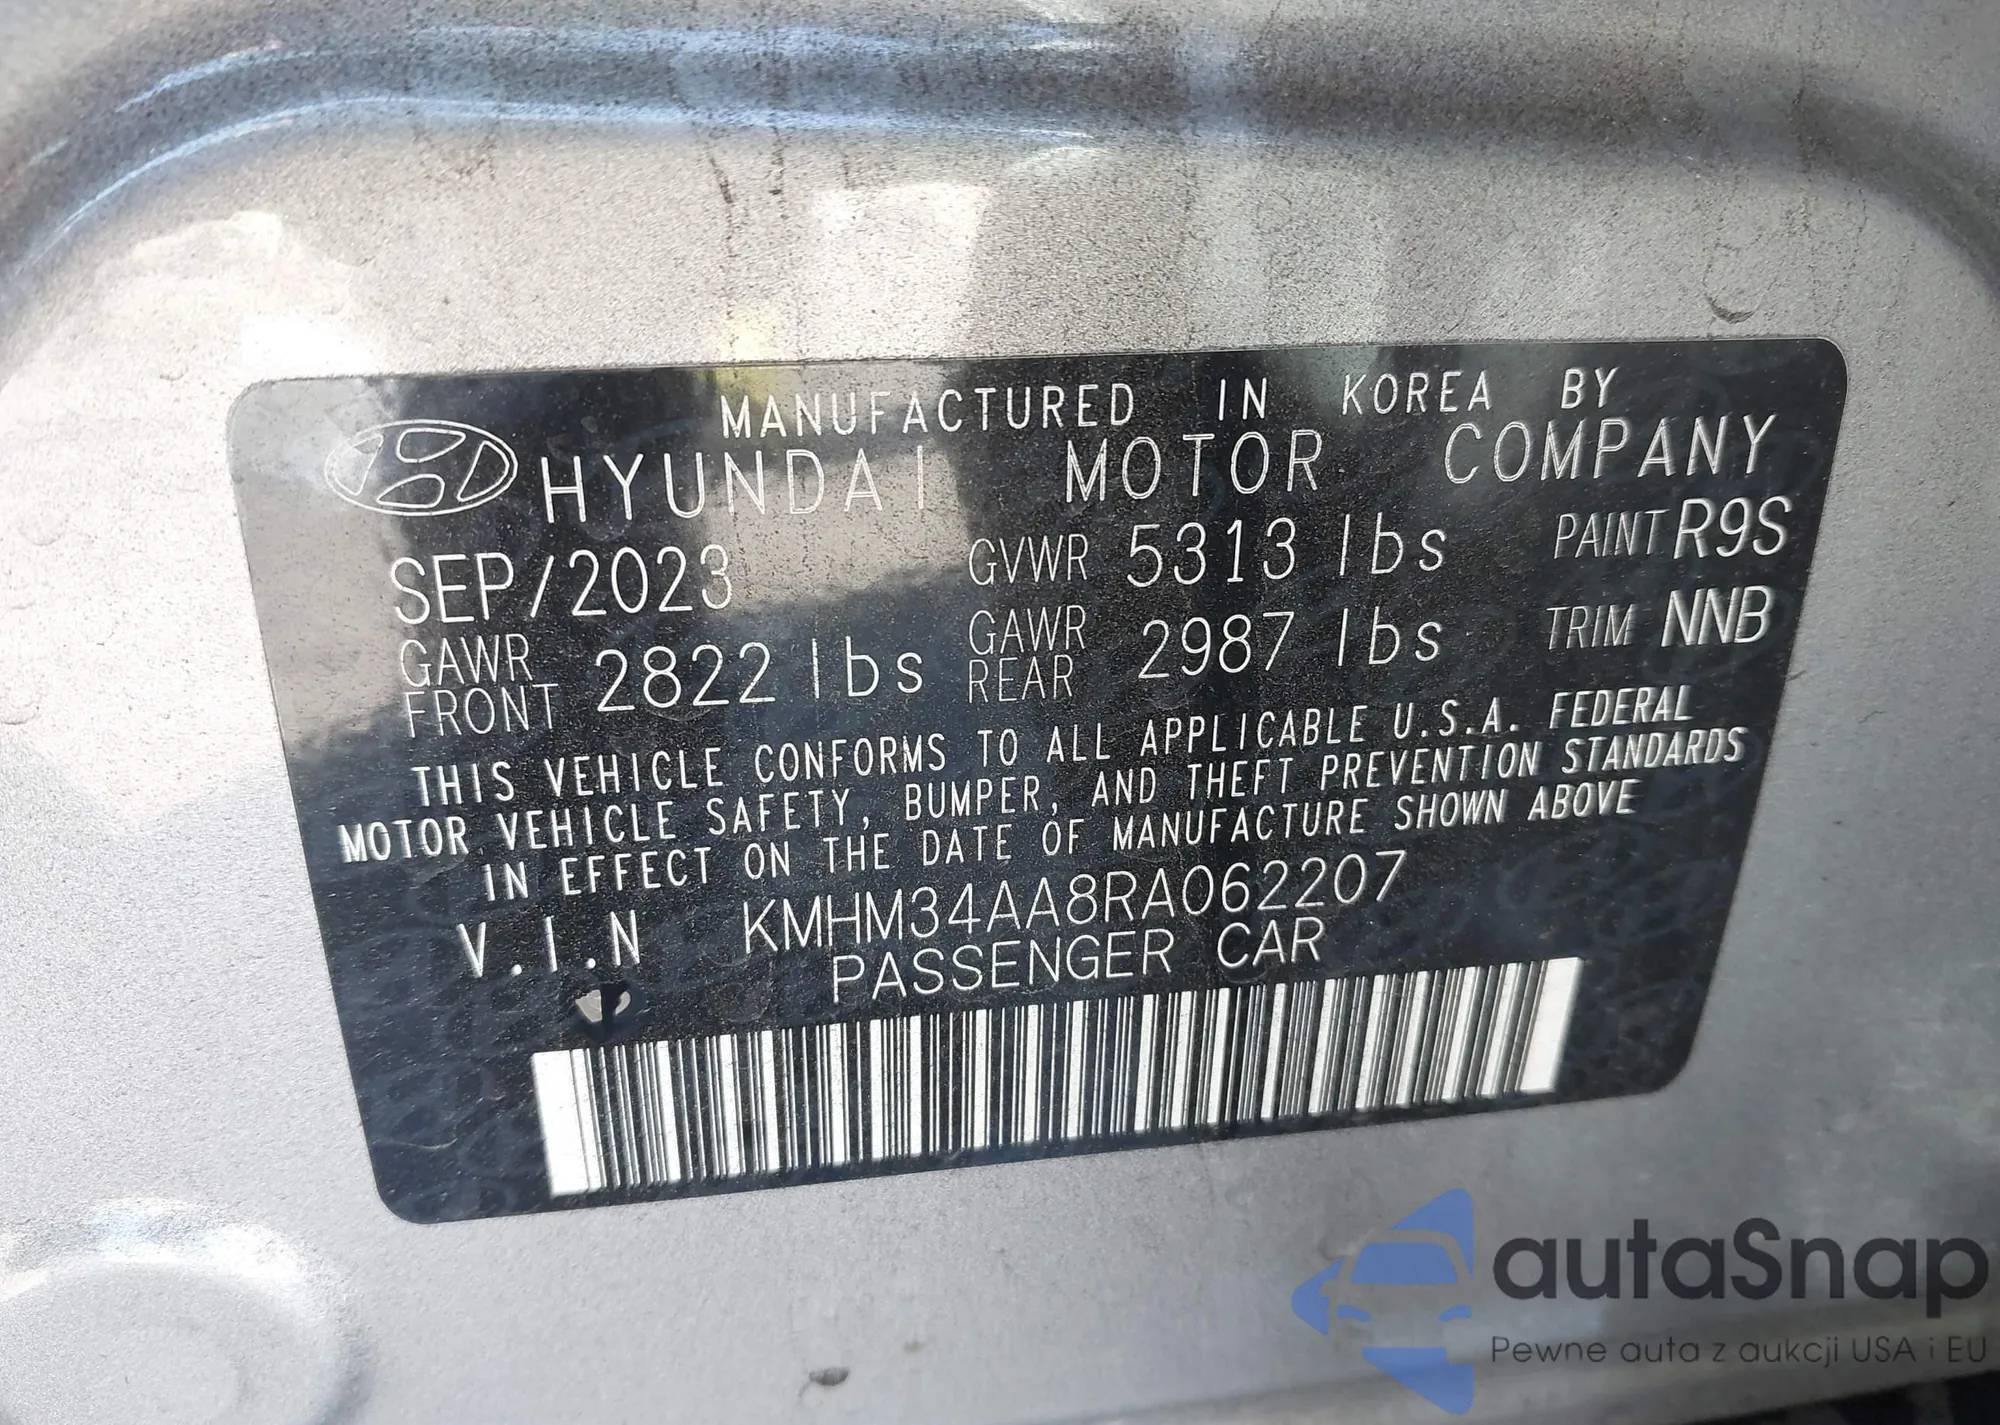 MANUFACTURED IN KOREA BY
HYUNDAI MOTOR COMPANY
SEP/2023 GVWR 5313 lbs PAINT R9S
GAWR FRONT 2822 lbs GAWR REAR 2987 lbs TRIM NNB
THIS VEHICLE CONFORMS TO ALL APPLICABLE U.S.A. FEDERAL
MOTOR VEHICLE SAFETY, BUMPER, AND THEFT PREVENTION STANDARDS
IN EFFECT ON THE DATE OF MANUFACTURE SHOWN ABOVE
V.I.N KMHM34AA8RA062207
PASSENGER CAR
autaSnap
Pewne auta z aukcji USA i EU